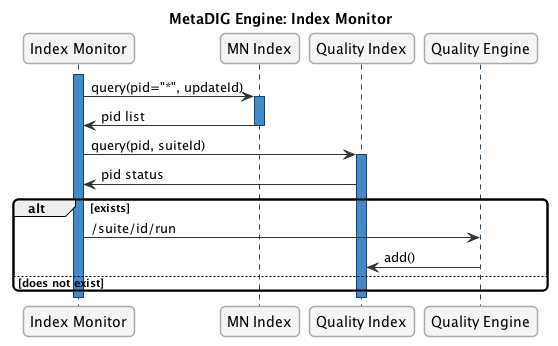 MetaDIG Engine: Index Monitor
Index Monitor MN Index Quality Index Quality Engine
query(pid="*", updateId)
pid list
query(pid, suiteId)
pid status
alt [exists]
/suite/id/run
add()
[does not exist]
Index Monitor MN Index Quality Index Quality Engine